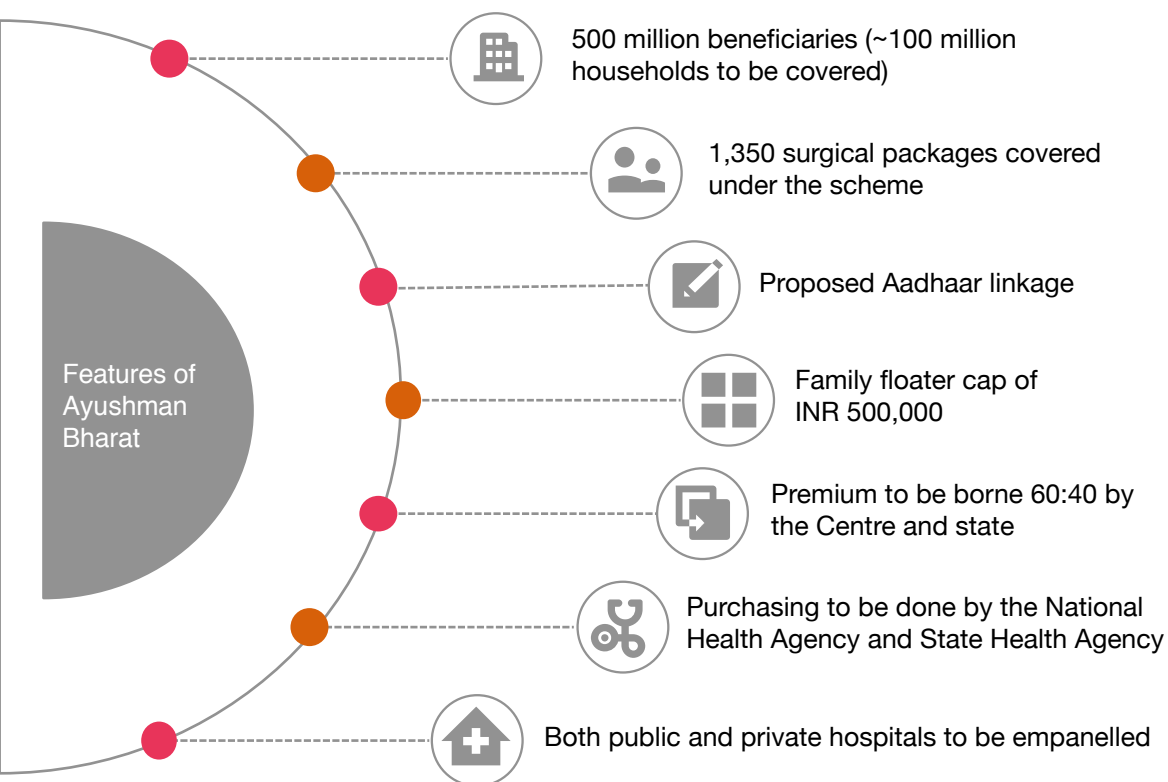 500 million beneficiaries (~100 million
households to be covered)
1,350 surgical packages covered
under the scheme
Proposed Aadhaar linkage
Features of
Ayushman
Bharat
Family floater cap of
INR 500,000
Premium to be borne 60:40 by
the Centre and state
Purchasing to be done by the National
Health Agency and State Health Agency
Both public and private hospitals to be empanelled